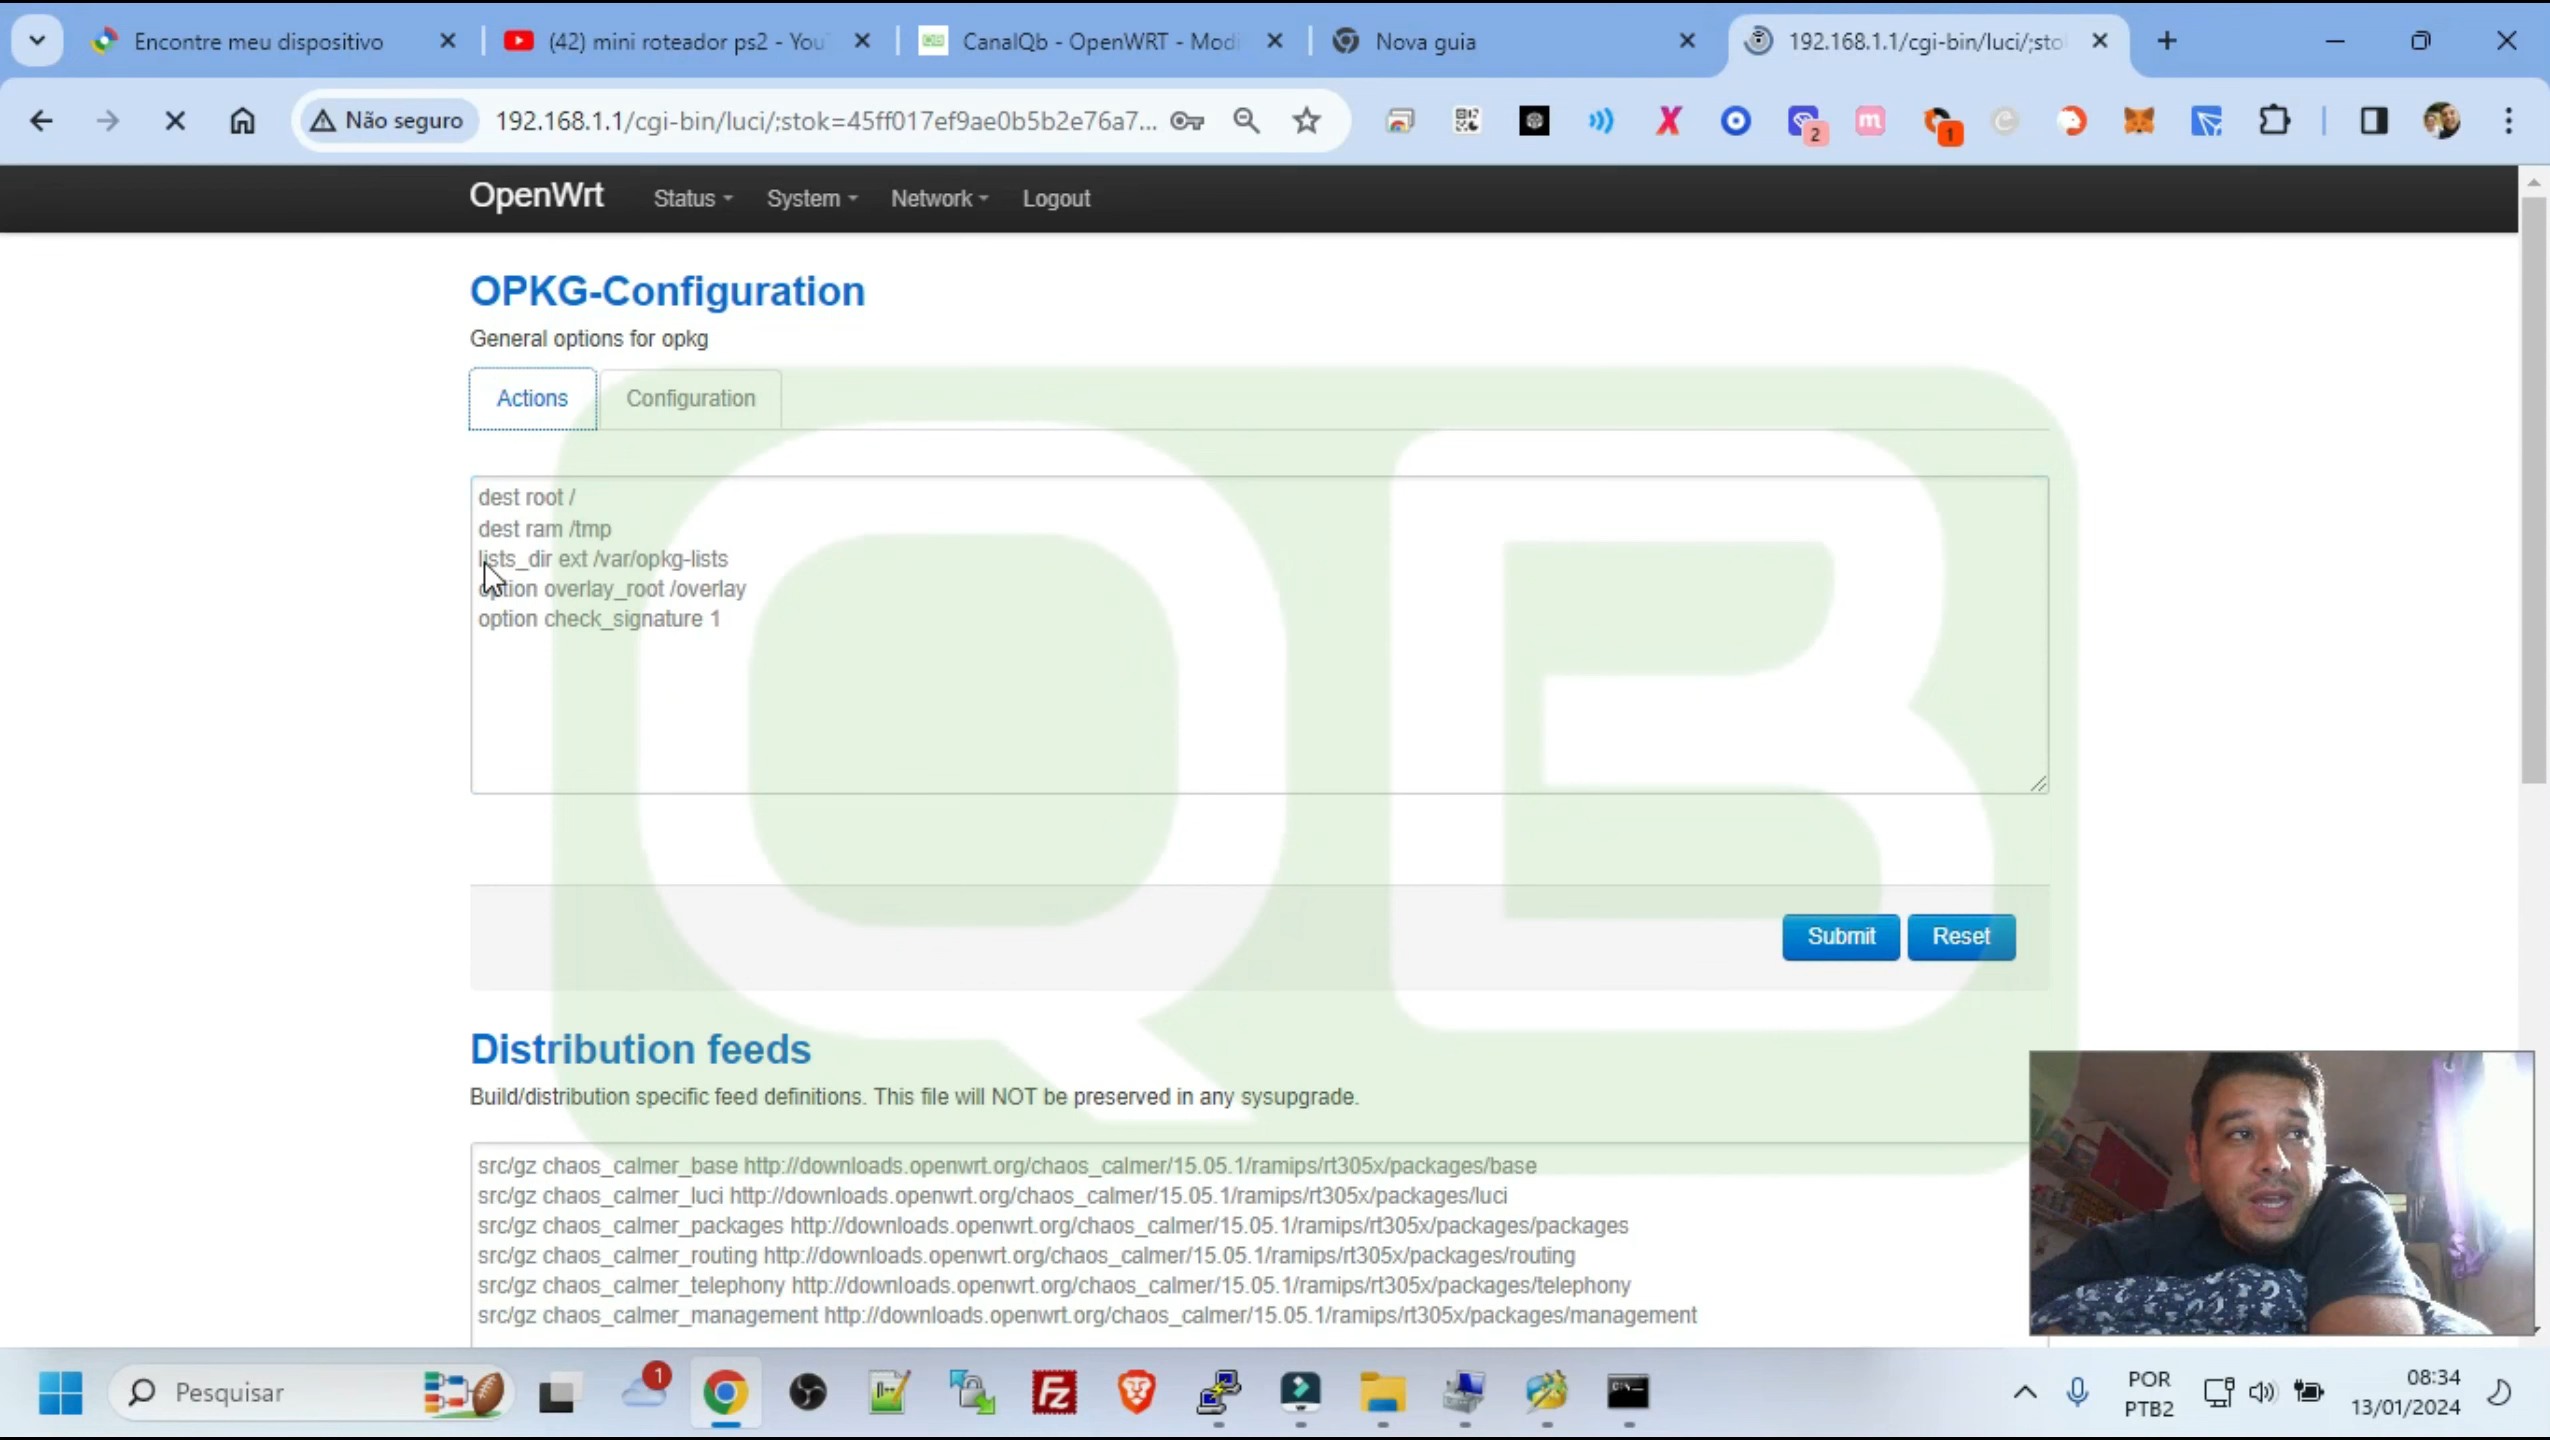 Encontre meu dispositivo
(42) mini roteador ps2 - You
CanalQb - OpenWRT - Modi
Nova guia
192.168.1.1/cgi-bin/luci/;sto
Não seguro
192.168.1.1/cgi-bin/luci/;stok=45ff017ef9ae0b5b2e76a7...
2
m
1
OpenWrt
Status
System
Network
Logout
OPKG-Configuration
General options for opkg
Actions
Configuration
dest root /
dest ram /tmp
lists_dir ext /var/opkg-lists
option overlay_root /overlay
option check_signature 1
QB
Submit
Reset
Distribution feeds
Build/distribution specific feed definitions. This file will NOT be preserved in any sysupgrade.
src/gz chaos_calmer_base http://downloads.openwrt.org/chaos_calmer/15.05.1/ramips/rt305x/packages/base
src/gz chaos_calmer_luci http://downloads.openwrt.org/chaos_calmer/15.05.1/ramips/rt305x/packages/luci
src/gz chaos_calmer_packages http://downloads.openwrt.org/chaos_calmer/15.05.1/ramips/rt305x/packages/packages
src/gz chaos_calmer_routing http://downloads.openwrt.org/chaos_calmer/15.05.1/ramips/rt305x/packages/routing
src/gz chaos_calmer_telephony http://downloads.openwrt.org/chaos_calmer/15.05.1/ramips/rt305x/packages/telephony
src/gz chaos_calmer_management http://downloads.openwrt.org/chaos_calmer/15.05.1/ramips/rt305x/packages/management
Pesquisar
1
Fz
POR
PTB2
08:34
13/01/2024